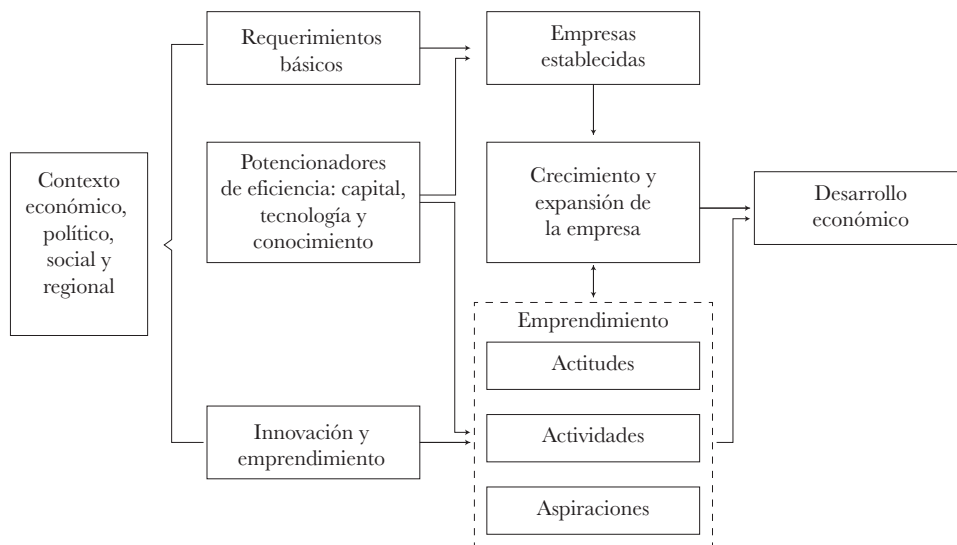 Requerimientos
básicos
Empresas
establecidas
Contexto
económico,
político,
social y
regional
Potencionadores
de eficiencia: capital,
tecnología y
conocimiento
Crecimiento y
expansión de
la empresa
Desarrollo
económico
Emprendimiento
Actitudes
Innovación y
emprendimiento
Actividades
Aspiraciones